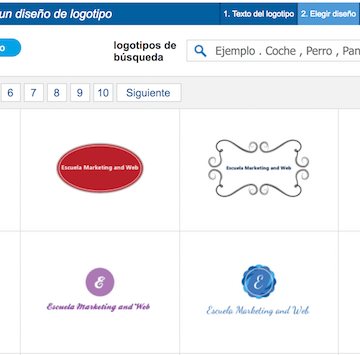 un diseño de logotipo
1. Texto del logotipo
2. Elegir diseño
o
logotipos de
búsqueda
Ejemplo . Coche , Perro , Pan
6 7 8 9 10 Siguiente
Escuela Marketing and Web
Escuela Marketing and Web
E
Escuela Marketing and Web
E
Escuela Marketing and Web